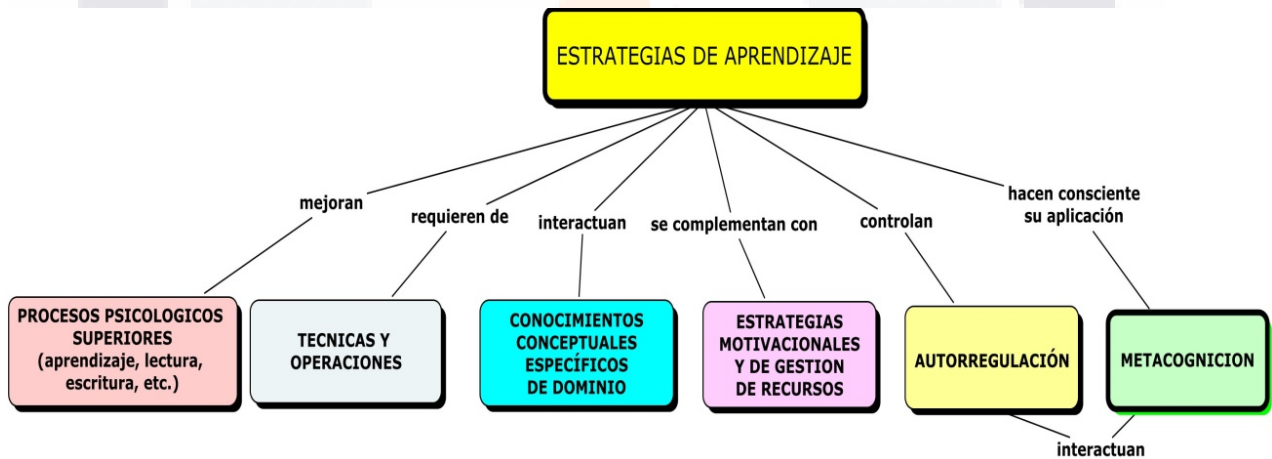 ESTRATEGIAS DE APRENDIZAJE
mejoran
requieren de
interactuan
se complementan con
controlan
hacen consciente
su aplicación
PROCESOS PSICOLOGICOS
SUPERIORES
(aprendizaje, lectura,
escritura, etc.)
TECNICAS Y
OPERACIONES
CONOCIMIENTOS
CONCEPTUALES
ESPECÍFICOS
DE DOMINIO
ESTRATEGIAS
MOTIVACIONALES
Y DE GESTION
DE RECURSOS
AUTORREGULACIÓN
METACOGNICION
interactuan